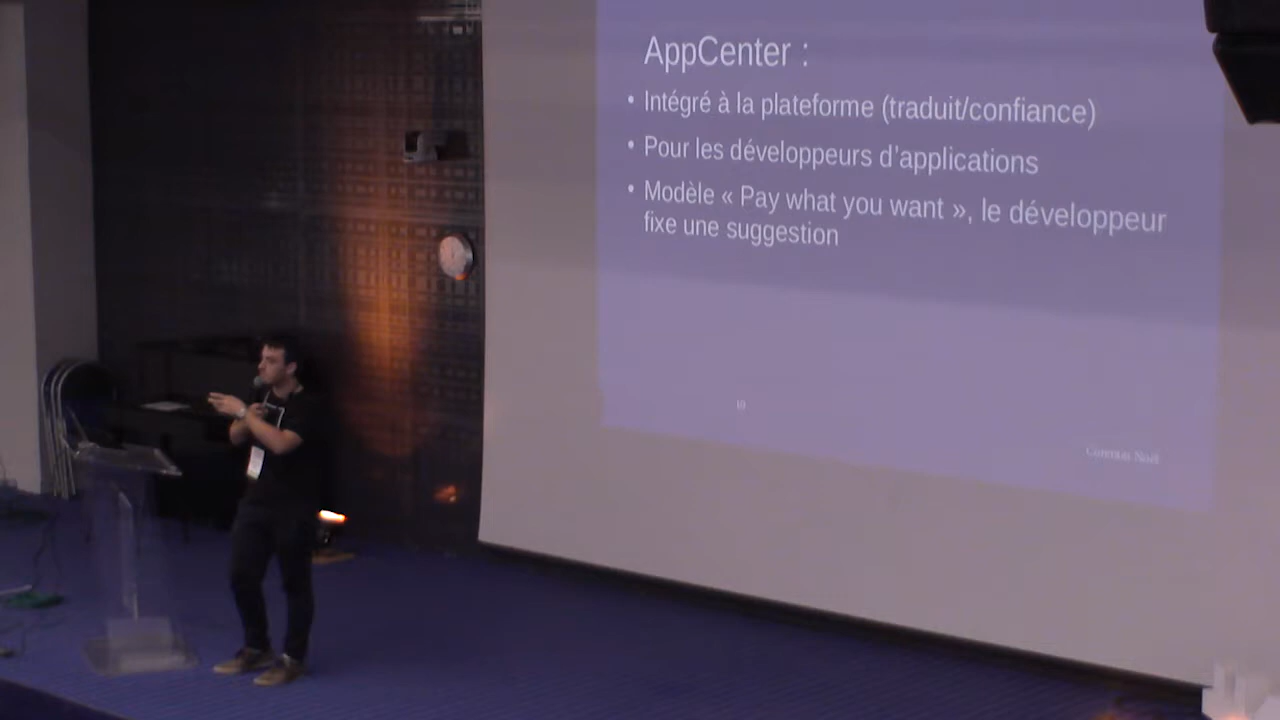 AppCenter :
• Intégré à la plateforme (traduit/confiance)
• Pour les développeurs d'applications
• Modèle « Pay what you want », le développeur
fixe une suggestion
Noël